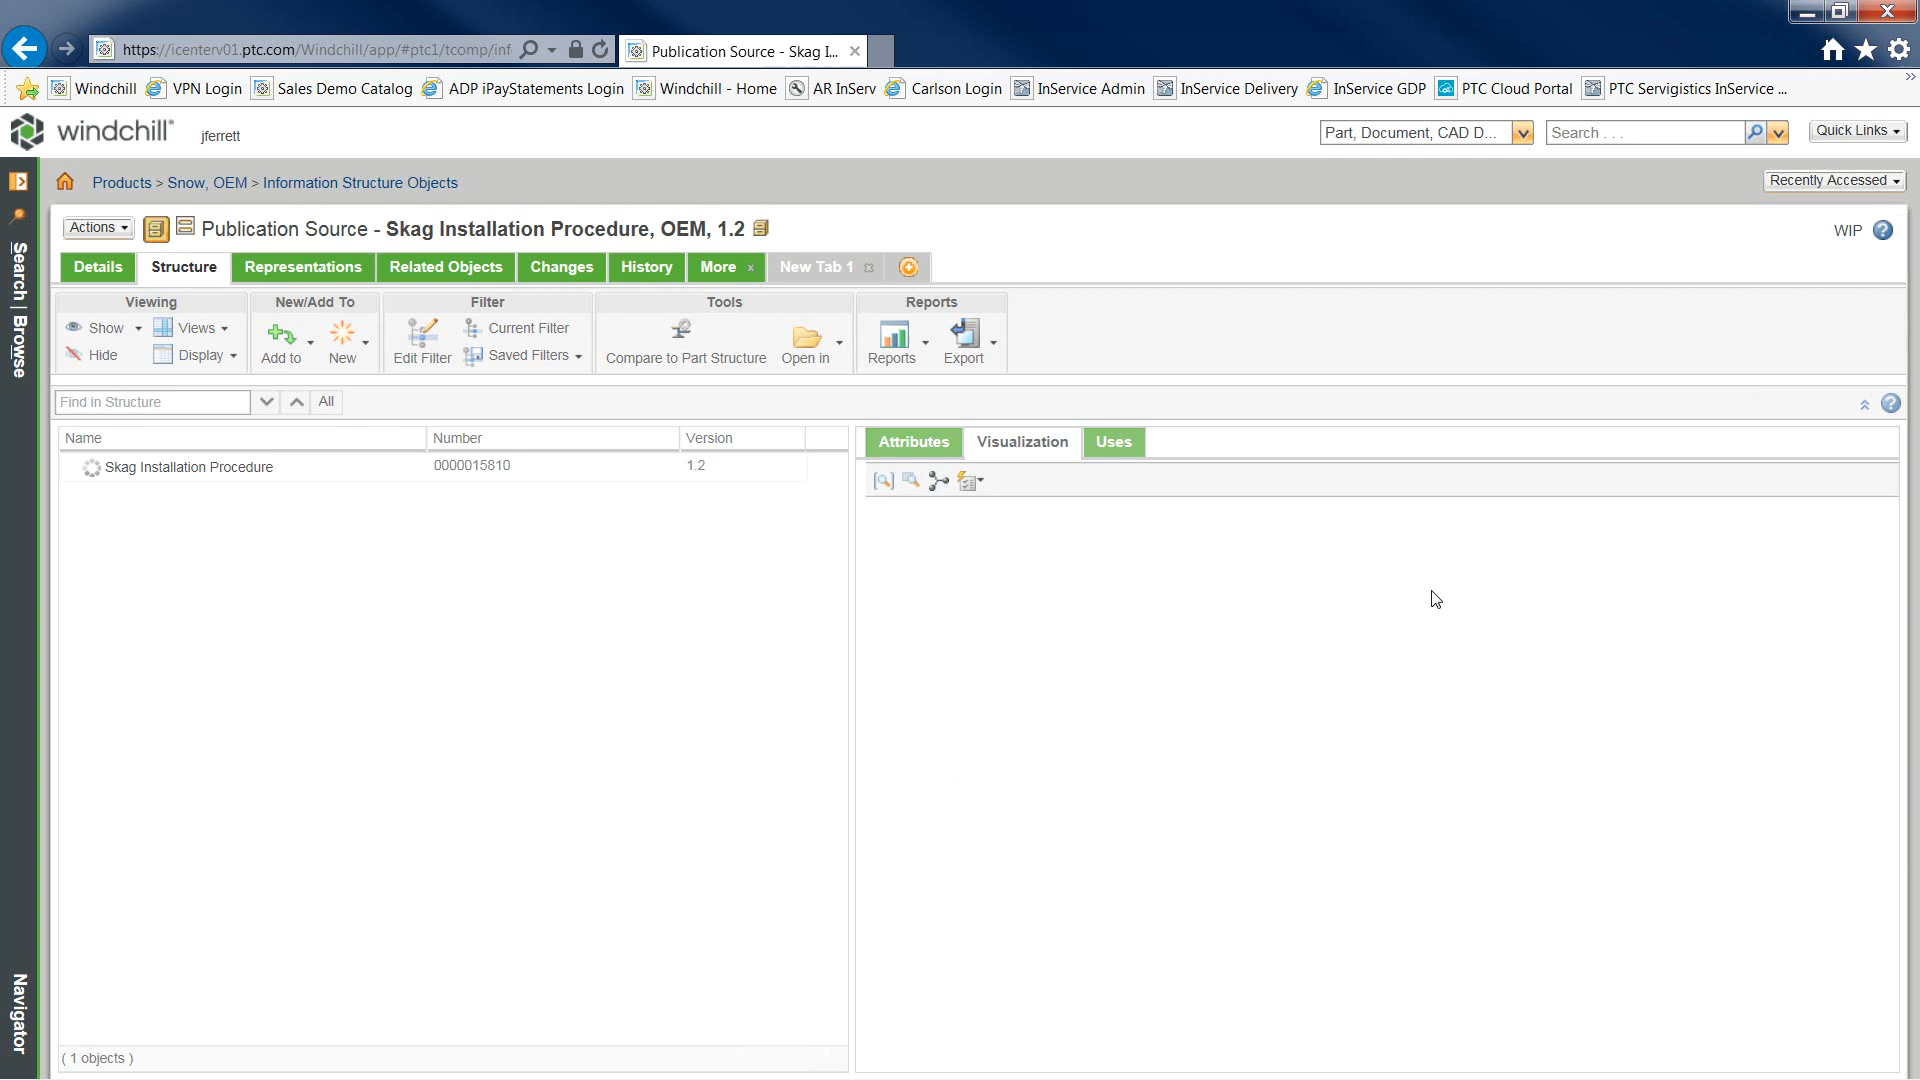 https://icenterv01.ptc.com/Windchill/app/#ptc1/tcomp/inf
Publication Source - Skag I...
Windchill
VPN Login
Sales Demo Catalog
ADP iPayStatements Login
Windchill - Home
AR InServ
Carlson Login
InService Admin
InService Delivery
InService GDP
PTC Cloud Portal
PTC Servigistics InService ...
windchill®
jferrett
Part, Document, CAD D...
Search . . .
Quick Links
Products > Snow, OEM > Information Structure Objects
Recently Accessed
Actions
Publication Source - Skag Installation Procedure, OEM, 1.2
WIP
Details
Structure
Representations
Related Objects
Changes
History
More
New Tab 1
Viewing
New/Add To
Filter
Tools
Reports
Show
Views
Hide
Display
Add to
New
Edit Filter
Current Filter
Saved Filters
Compare to Part Structure
Open in
Reports
Export
Find in Structure
All
Name
Number
Version
Skag Installation Procedure
0000015810
1.2
Attributes
Visualization
Uses
( 1 objects )
Search | Browse
Navigator